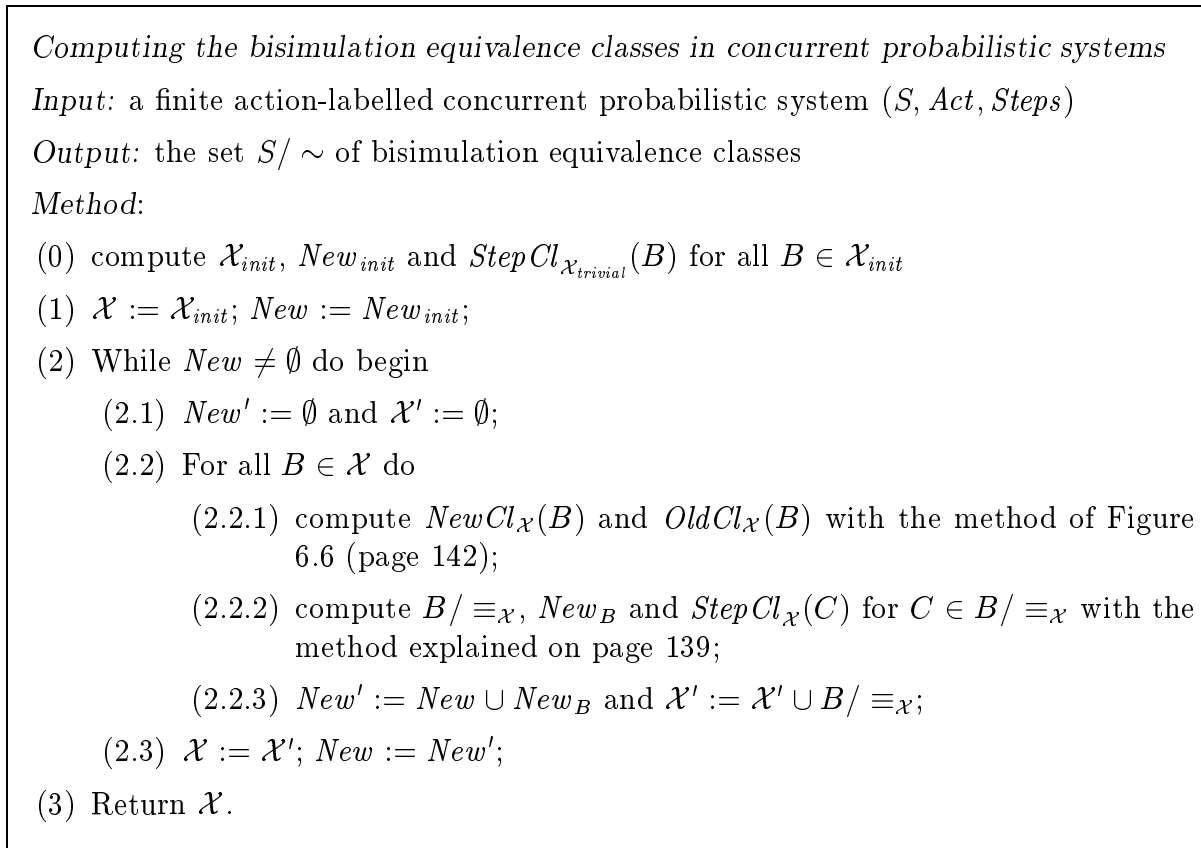 Computing the bisimulation equivalence classes in concurrent probabilistic systems
Input: a finite action-labelled concurrent probabilistic system (S, Act, Steps)
Output: the set S/ ∼ of bisimulation equivalence classes
Method:
(0) compute 𝒳_init, New_init and StepCl_{𝒳_trivial}(B) for all B ∈ 𝒳_init
(1) 𝒳 := 𝒳_init; New := New_init;
(2) While New ≠ ∅ do begin
(2.1) New′ := ∅ and 𝒳′ := ∅;
(2.2) For all B ∈ 𝒳 do
(2.2.1) compute NewCl_𝒳(B) and OldCl_𝒳(B) with the method of Figure
6.6 (page 142);
(2.2.2) compute B/ ≡_𝒳, New_B and StepCl_𝒳(C) for C ∈ B/ ≡_𝒳 with the
method explained on page 139;
(2.2.3) New′ := New ∪ New_B and 𝒳′ := 𝒳′ ∪ B/ ≡_𝒳;
(2.3) 𝒳 := 𝒳′; New := New′;
(3) Return 𝒳.